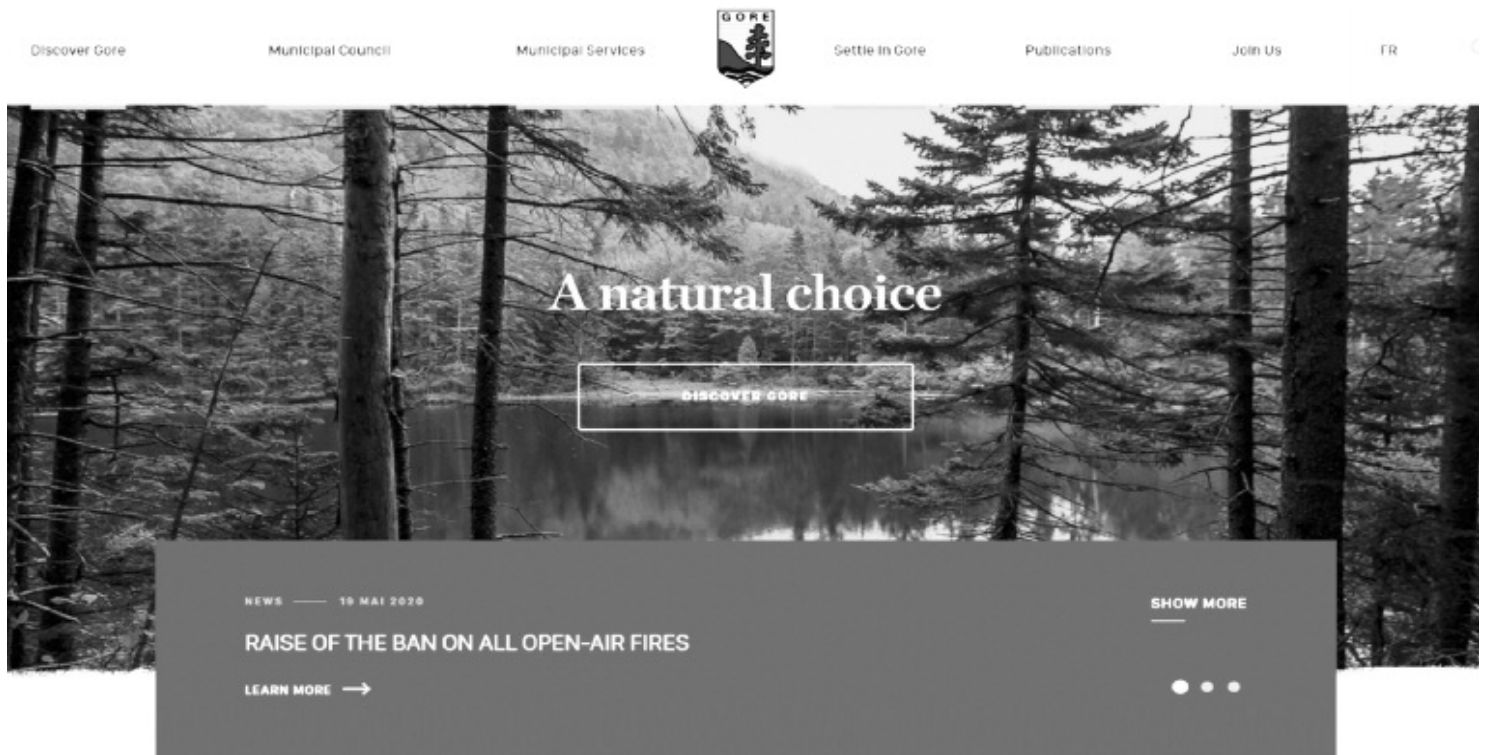 GORE
Discover Gore
Municipal Council
Municipal Services
Settle in Gore
Publications
Join Us
FR
A natural choice
DISCOVER GORE
NEWS
19 MAI 2020
SHOW MORE
RAISE OF THE BAN ON ALL OPEN-AIR FIRES
LEARN MORE